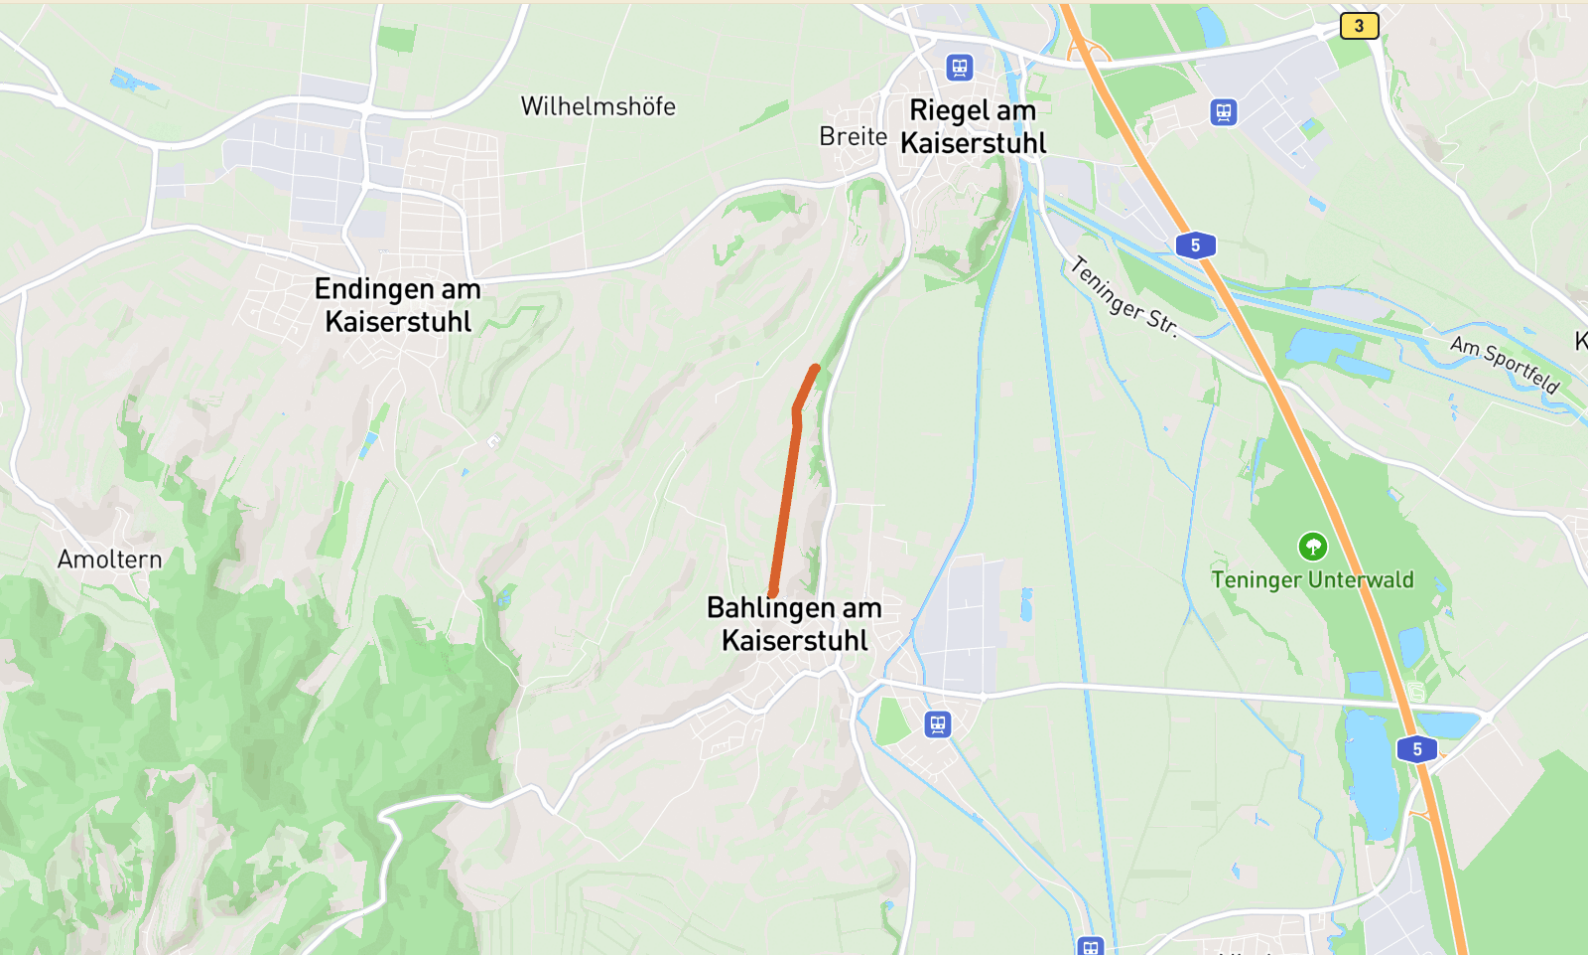 3
Wilhelmshöfe
Breite
Riegel am
Kaiserstuhl
5
Endingen am
Kaiserstuhl
Teninger Str.
Am Sportfeld
K
Amoltern
Teninger Unterwald
Bahlingen am
Kaiserstuhl
5